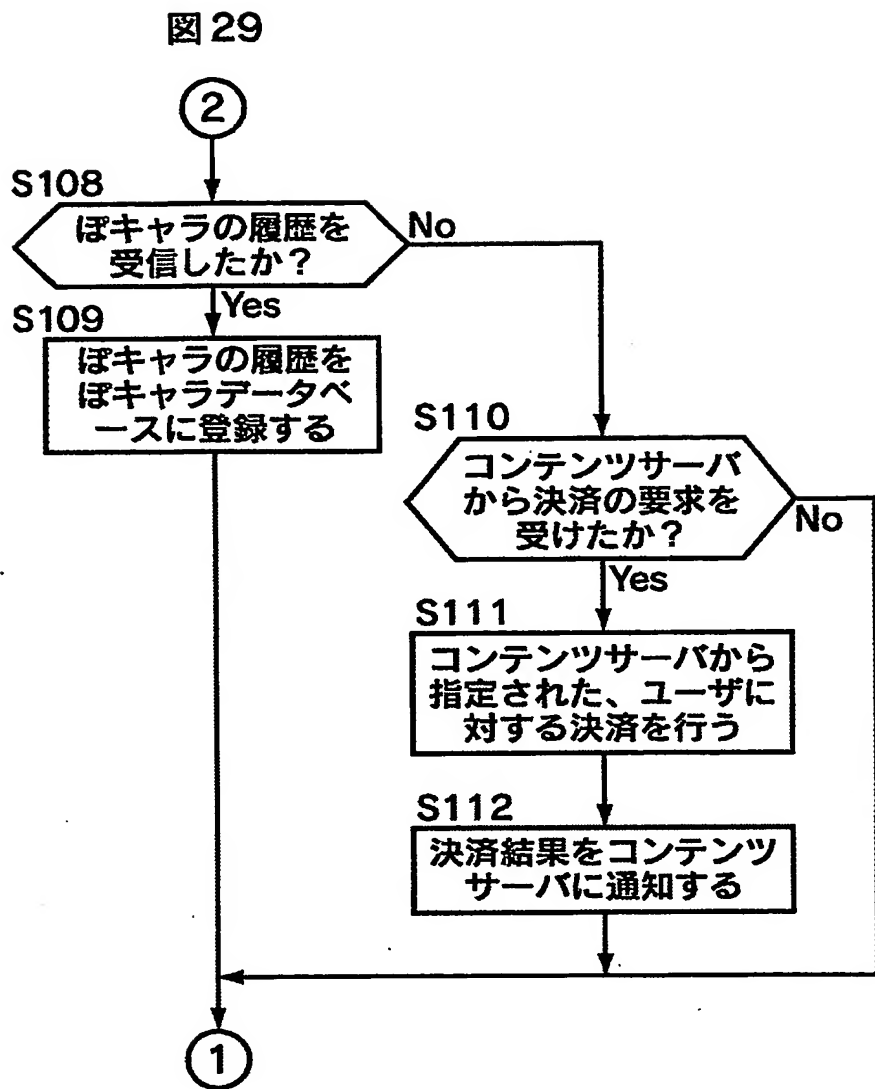 図29
2
S108
ぽキャラの履歴を
受信したか？
No
Yes
S109
ぽキャラの履歴を
ぽキャラデータベ
ースに登録する
S110
コンテンツサーバ
から決済の要求を
受けたか？
No
Yes
S111
コンテンツサーバから
指定された、ユーザに
対する決済を行う
S112
決済結果をコンテンツ
サーバに通知する
1